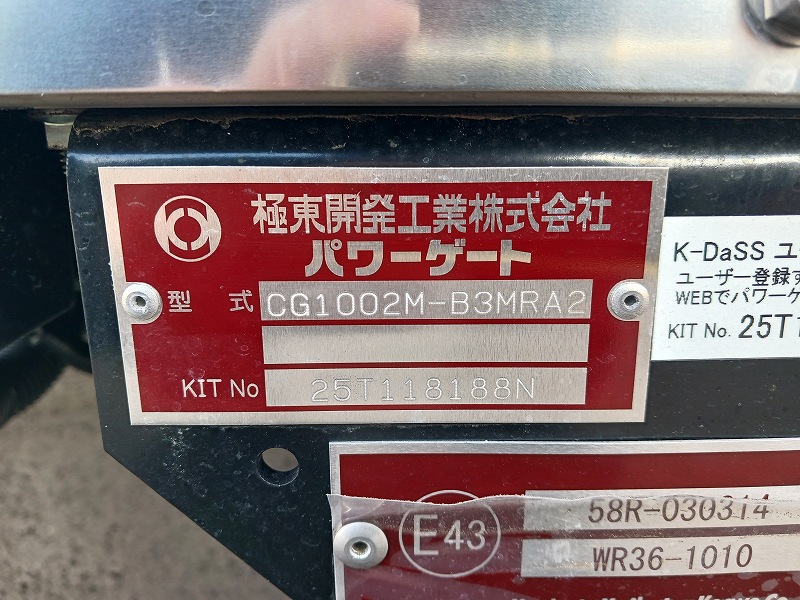 極東開発工業株式会社
パワーゲート
型 式 CG1002M-B3MRA2
KIT No 25T118188N
K-DaSS ユ
ユーザー登録
WEBでパワーゲ
KIT No. 25T1
E43
58R-030314
WR36-1010